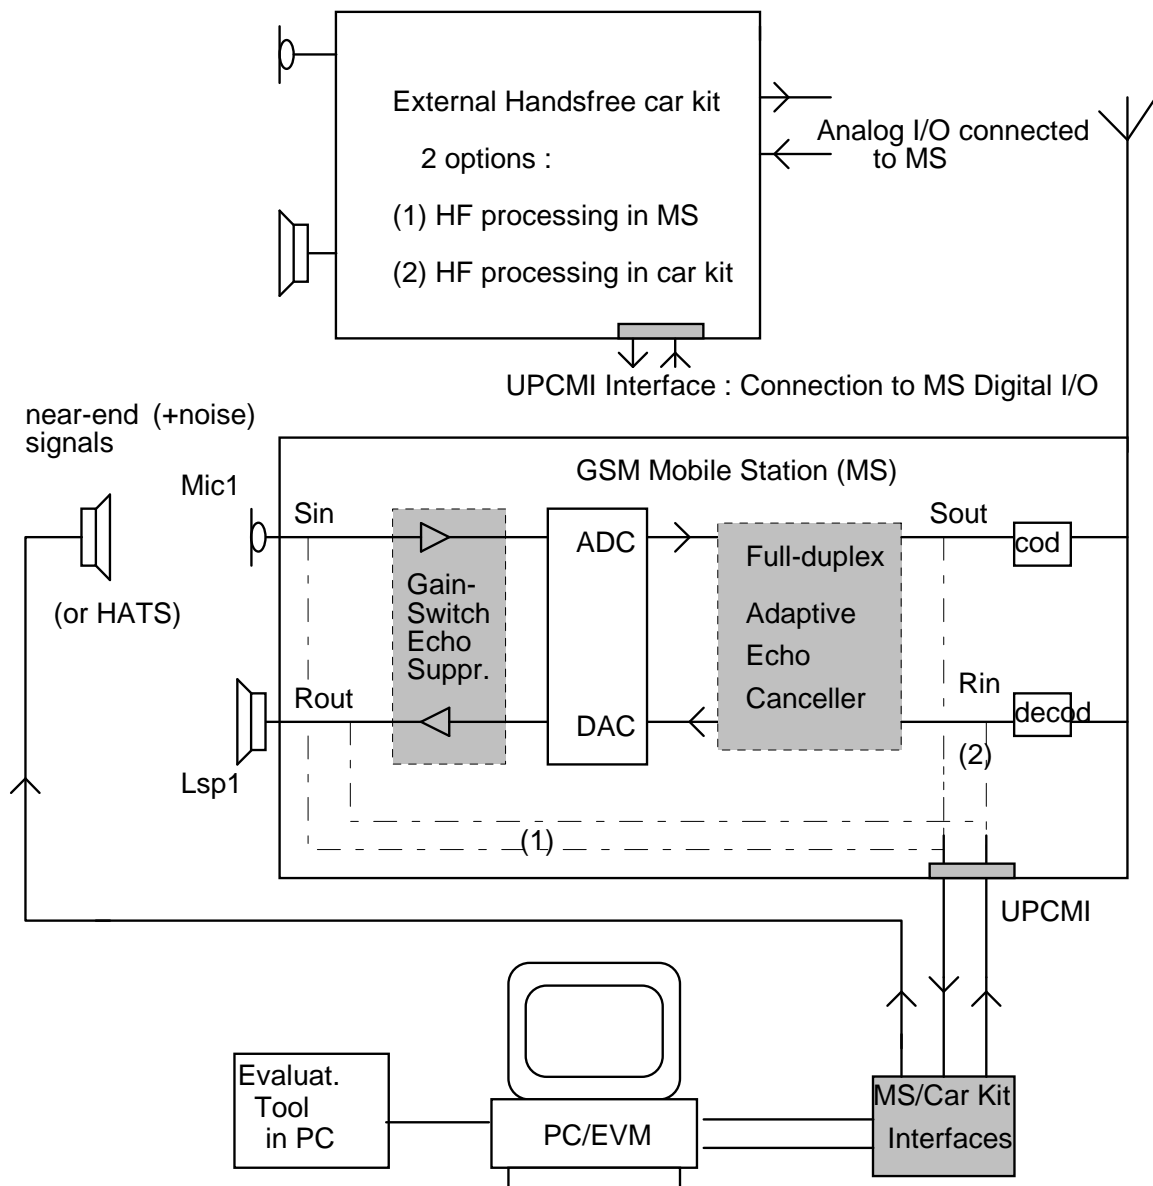 External Handsfree car kit
2 options :
(1) HF processing in MS
(2) HF processing in car kit
Analog I/O connected
to MS
UPCMI Interface : Connection to MS Digital I/O
near-end (+noise)
signals
(or HATS)
GSM Mobile Station (MS)
Mic1
Sin
Gain-
Switch
Echo
Suppr.
ADC
DAC
Full-duplex
Adaptive
Echo
Canceller
Sout
cod
Rin
decod
(2)
Rout
Lsp1
(1)
UPCMI
Evaluat.
Tool
in PC
PC/EVM
MS/Car Kit
Interfaces